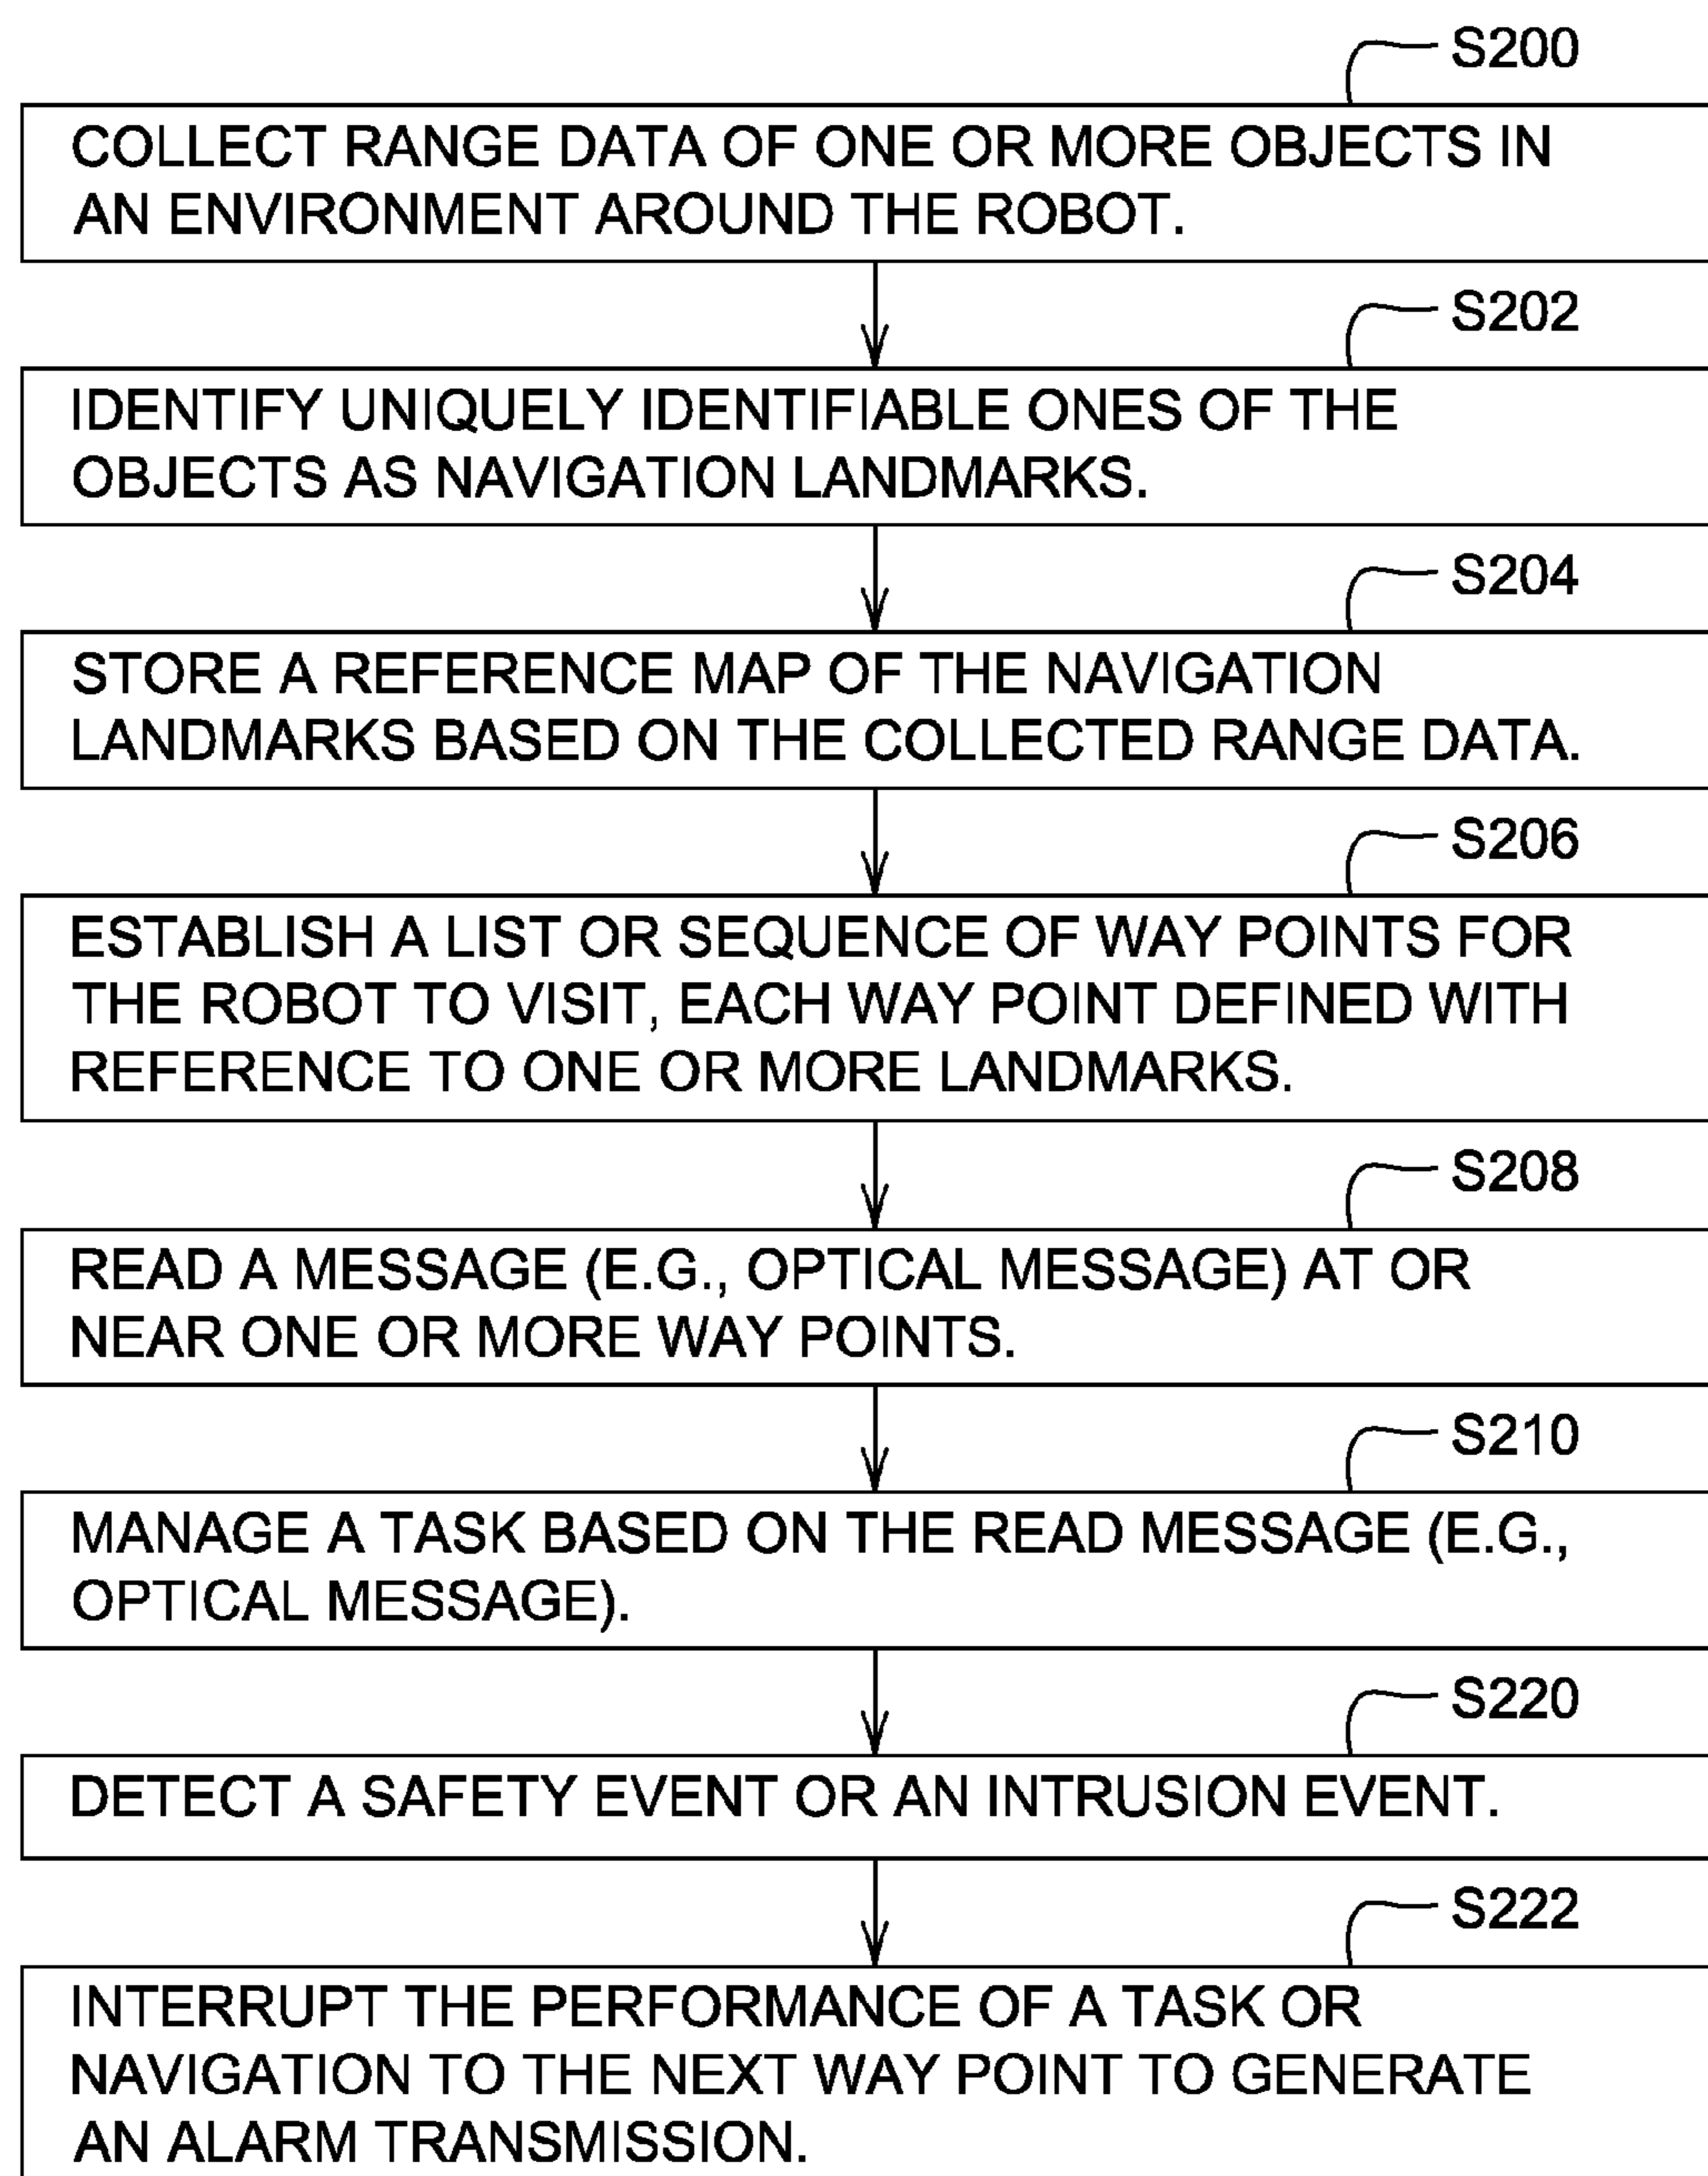 S200
COLLECT RANGE DATA OF ONE OR MORE OBJECTS IN
AN ENVIRONMENT AROUND THE ROBOT.
S202
IDENTIFY UNIQUELY IDENTIFIABLE ONES OF THE
OBJECTS AS NAVIGATION LANDMARKS.
S204
STORE A REFERENCE MAP OF THE NAVIGATION
LANDMARKS BASED ON THE COLLECTED RANGE DATA.
S206
ESTABLISH A LIST OR SEQUENCE OF WAY POINTS FOR
THE ROBOT TO VISIT, EACH WAY POINT DEFINED WITH
REFERENCE TO ONE OR MORE LANDMARKS.
S208
READ A MESSAGE (E.G., OPTICAL MESSAGE) AT OR
NEAR ONE OR MORE WAY POINTS.
S210
MANAGE A TASK BASED ON THE READ MESSAGE (E.G.,
OPTICAL MESSAGE).
S220
DETECT A SAFETY EVENT OR AN INTRUSION EVENT.
S222
INTERRUPT THE PERFORMANCE OF A TASK OR
NAVIGATION TO THE NEXT WAY POINT TO GENERATE
AN ALARM TRANSMISSION.